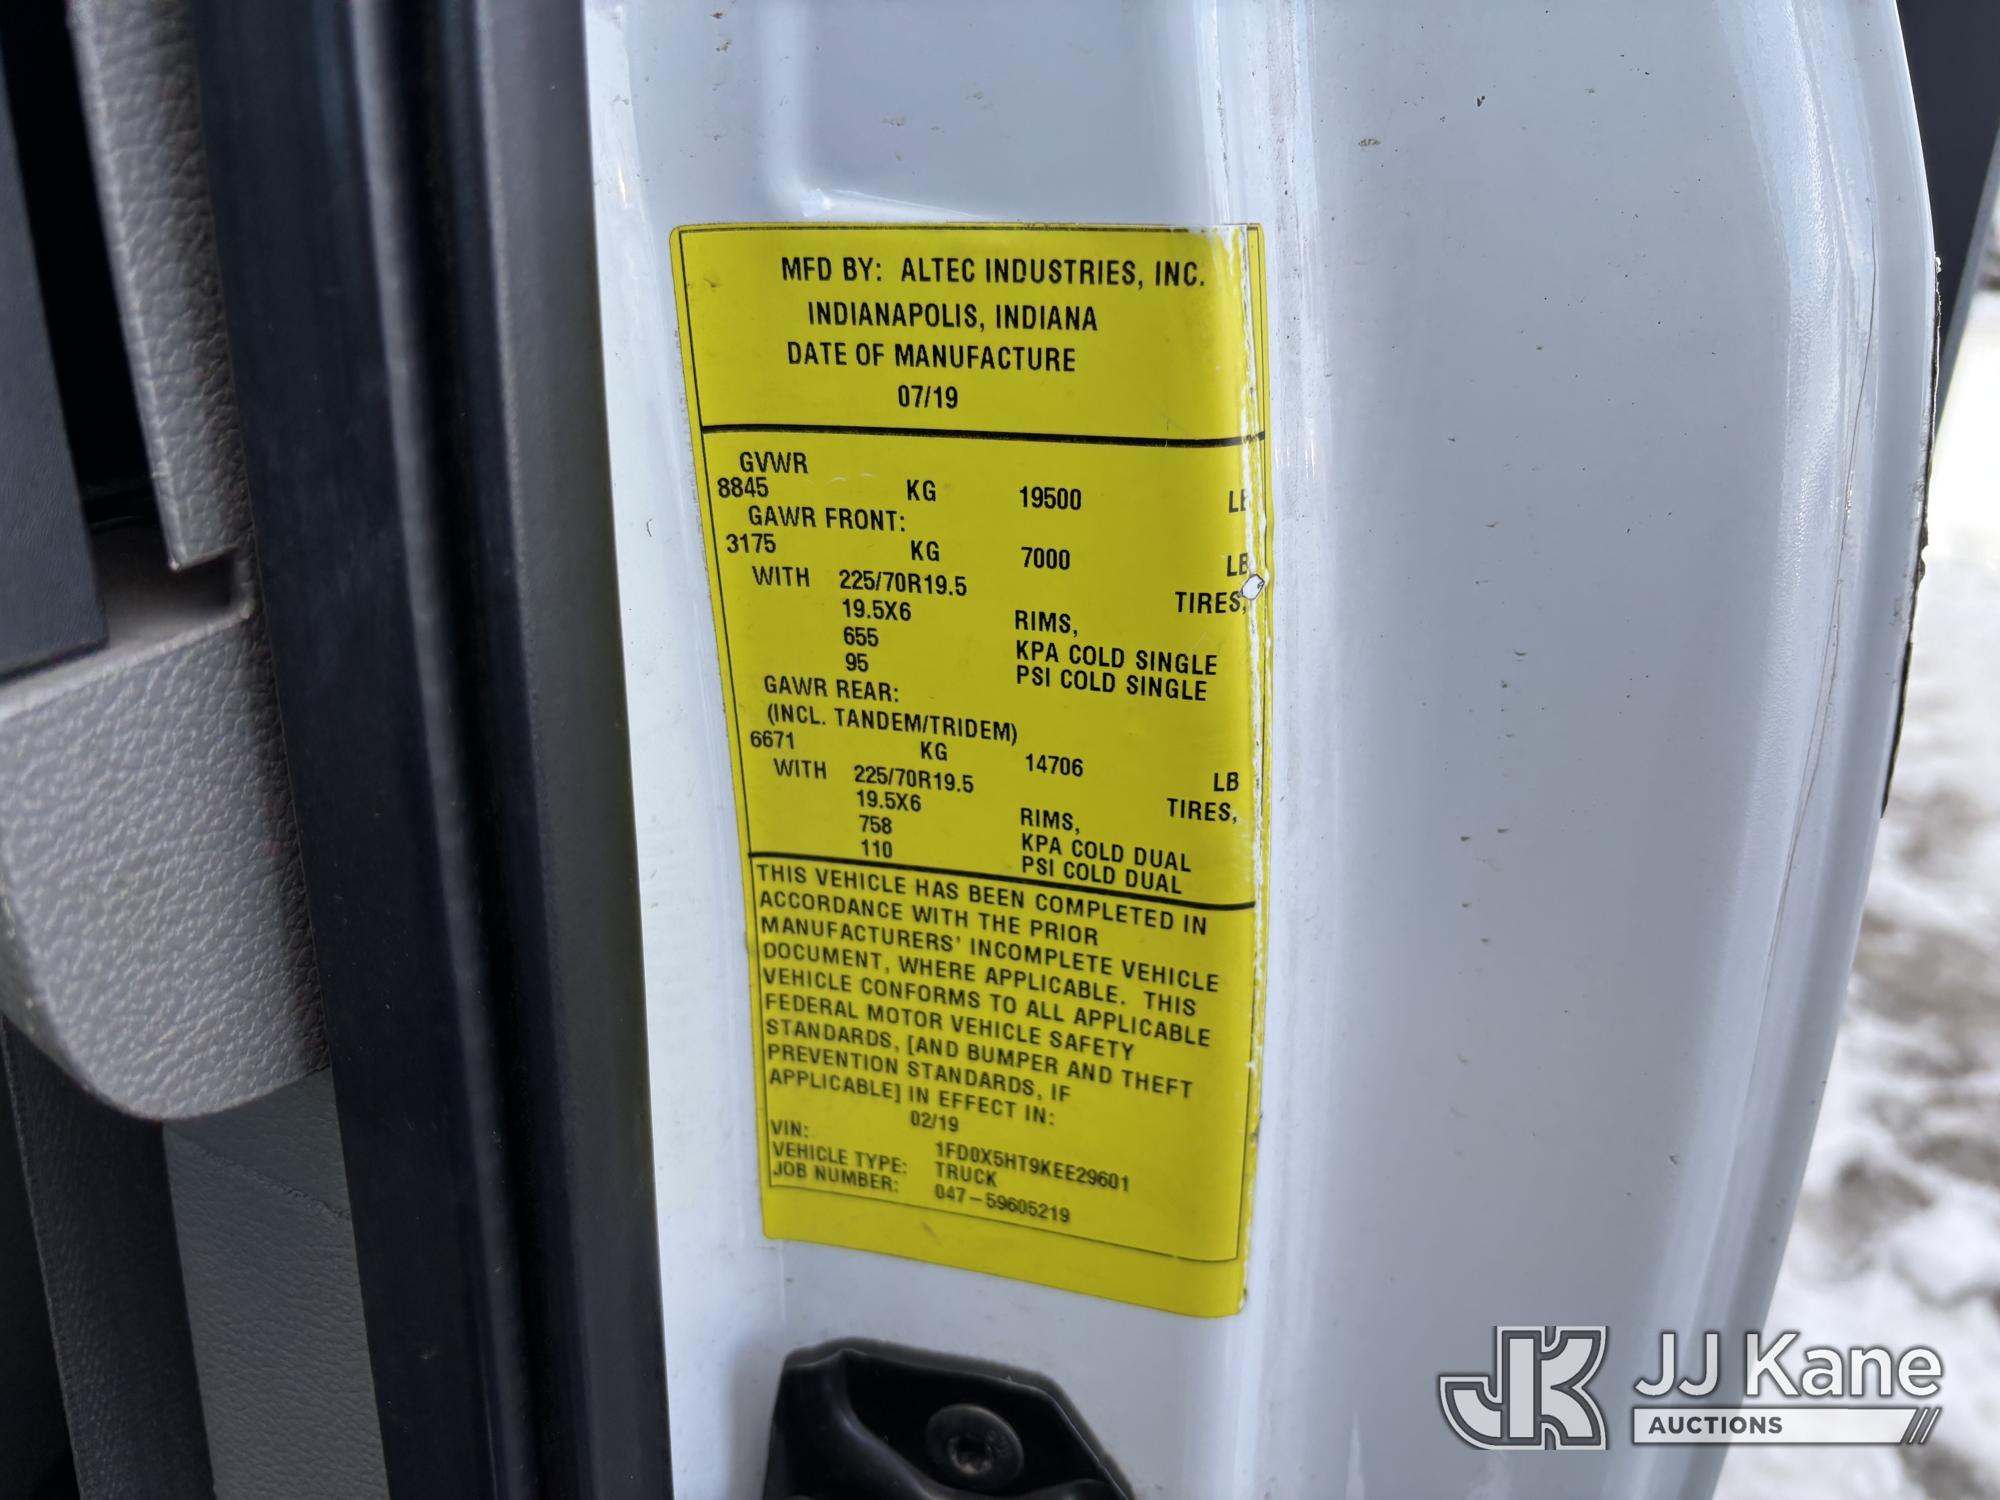 MFD BY: ALTEC INDUSTRIES, INC.
INDIANAPOLIS, INDIANA
DATE OF MANUFACTURE
07/19
GVWR
8845 KG 19500 LB
GAWR FRONT:
3175 KG 7000 LB
WITH 225/70R19.5 TIRES,
19.5X6 RIMS,
655 KPA COLD SINGLE
95 PSI COLD SINGLE
GAWR REAR:
(INCL. TANDEM/TRIDEM)
6671 KG 14706 LB
WITH 225/70R19.5 TIRES,
19.5X6 RIMS,
758 KPA COLD DUAL
110 PSI COLD DUAL
THIS VEHICLE HAS BEEN COMPLETED IN
ACCORDANCE WITH THE PRIOR
MANUFACTURERS' INCOMPLETE VEHICLE
DOCUMENT, WHERE APPLICABLE. THIS
VEHICLE CONFORMS TO ALL APPLICABLE
FEDERAL MOTOR VEHICLE SAFETY
STANDARDS, [AND BUMPER AND THEFT
PREVENTION STANDARDS, IF
APPLICABLE] IN EFFECT IN:
02/19
VIN: 1FD0X5HT9KEE29601
VEHICLE TYPE: TRUCK
JOB NUMBER: 047-59605219
JK JJ Kane
AUCTIONS